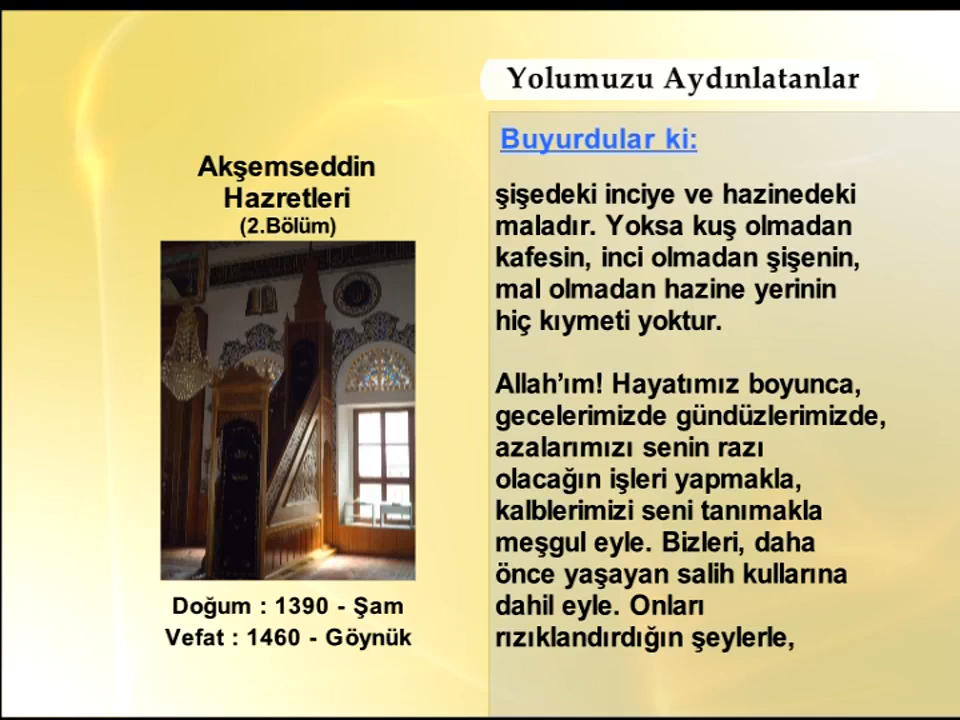 Yolumuzu Aydınlatanlar
Akşemseddin
Hazretleri
(2.Bölüm)
Doğum : 1390 - Şam
Vefat : 1460 - Göynük
Buyurdular ki:
şişedeki inciye ve hazinedeki
maladır. Yoksa kuş olmadan
kafesin, inci olmadan şişenin,
mal olmadan hazine yerinin
hiç kıymeti yoktur.
Allah’ım! Hayatımız boyunca,
gecelerimizde gündüzlerimizde,
azalarımızı senin razı
olacağın işleri yapmakla,
kalblerimizi seni tanımakla
meşgul eyle. Bizleri, daha
önce yaşayan salih kullarına
dahil eyle. Onları
rızıklandırdığın şeylerle,